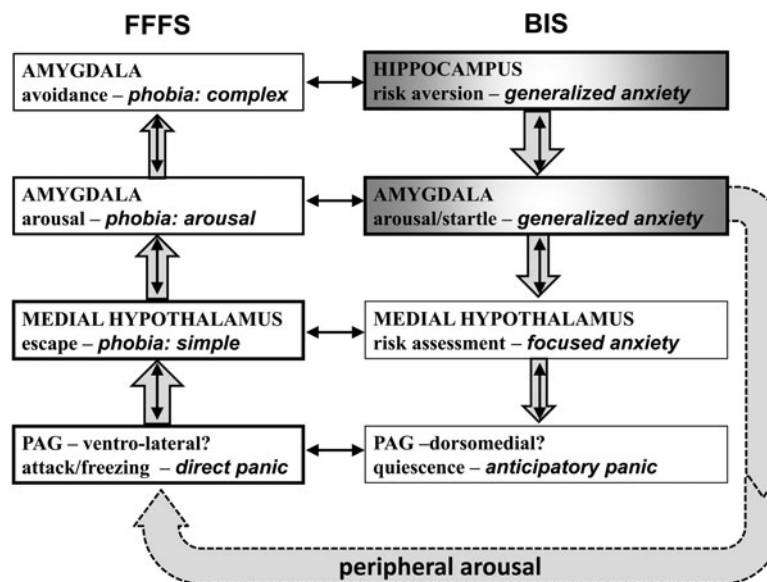 FFFS
BIS
AMYGDALA
avoidance – phobia: complex
HIPPOCAMPUS
risk aversion – generalized anxiety
AMYGDALA
arousal – phobia: arousal
AMYGDALA
arousal/startle – generalized anxiety
MEDIAL HYPOTHALAMUS
escape – phobia: simple
MEDIAL HYPOTHALAMUS
risk assessment – focused anxiety
PAG – ventro-lateral?
attack/freezing – direct panic
PAG –dorsomedial?
quiescence – anticipatory panic
peripheral arousal